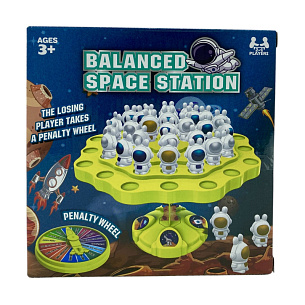 AGES
3+
BALANCED
SPACE STATION
PLAYERS
THE LOSING
PLAYER TAKES
A PENALTY WHEEL
PENALTY WHEEL